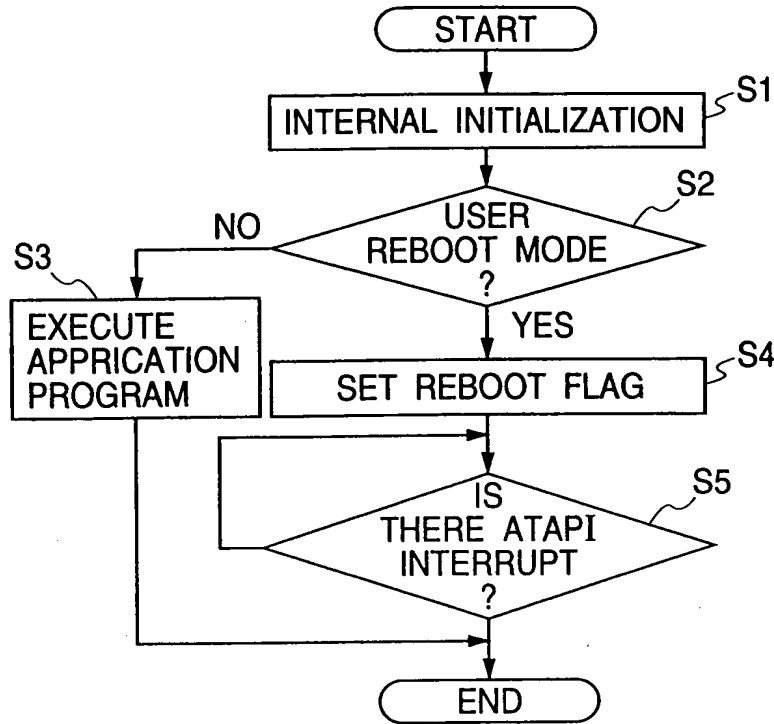 START
INTERNAL INITIALIZATION
S1
USER
REBOOT MODE
?
S2
NO
S3
EXECUTE
APPRICATION
PROGRAM
YES
SET REBOOT FLAG
S4
IS
THERE ATAPI
INTERRUPT
?
S5
END